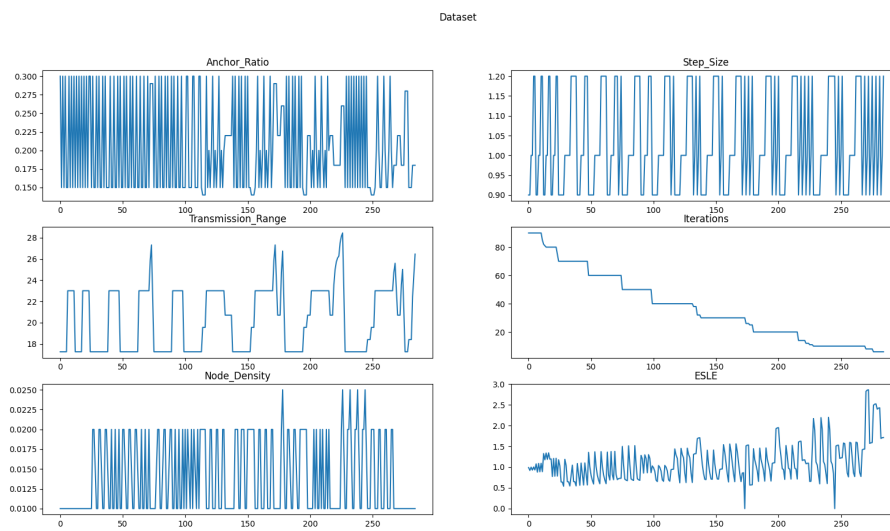 Dataset
Anchor_Ratio
0.300
0.275
0.250
0.225
0.200
0.175
0.150
0 50 100 150 200 250
Step_Size
1.20
1.15
1.10
1.05
1.00
0.95
0.90
0 50 100 150 200 250
Transmission_Range
28
26
24
22
20
18
0 50 100 150 200 250
Iterations
80
60
40
20
0 50 100 150 200 250
Node_Density
0.0250
0.0225
0.0200
0.0175
0.0150
0.0125
0.0100
0 50 100 150 200 250
ESLE
3.0
2.5
2.0
1.5
1.0
0.5
0.0
0 50 100 150 200 250